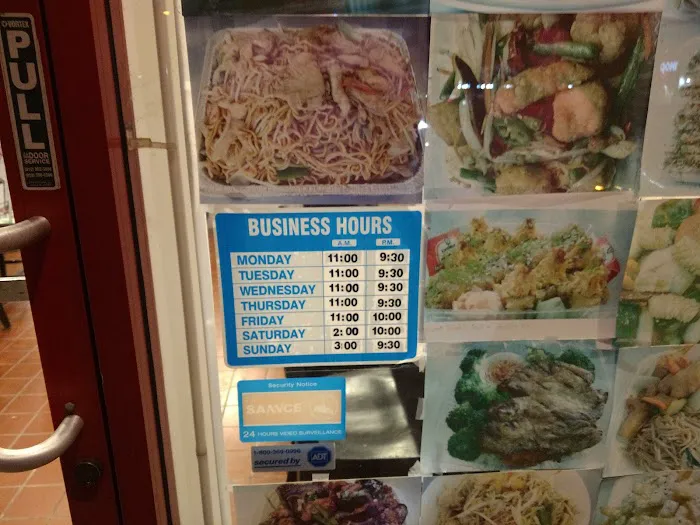 PULL
DOOR
SERVICE
BUSINESS HOURS
A.M. P.M.
MONDAY 11:00 9:30
TUESDAY 11:00 9:30
WEDNESDAY 11:00 9:30
THURSDAY 11:00 9:30
FRIDAY 11:00 10:00
SATURDAY 2:00 10:00
SUNDAY 3:00 9:30
Security Notice
24 HOURS VIDEO SURVEILLANCE
secured by ADT